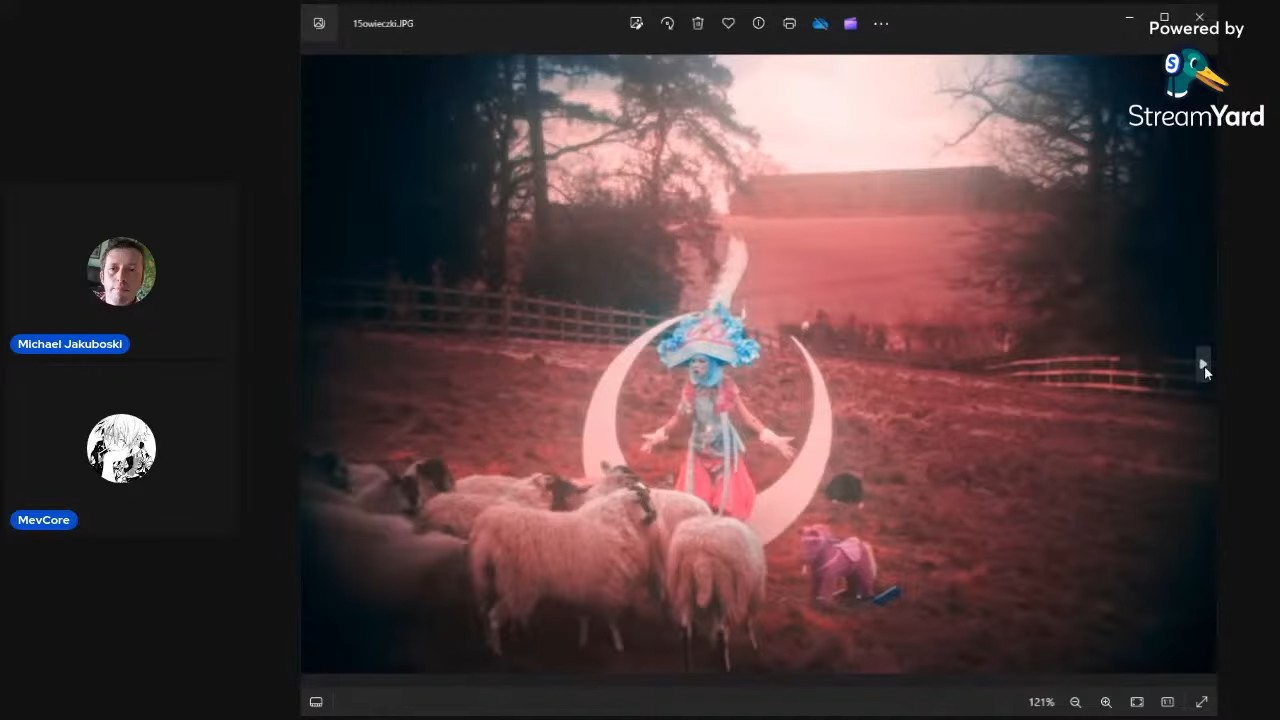 15owieczki.JPG
Powered by
S
StreamYard
Michael Jakuboski
MevCore
121%